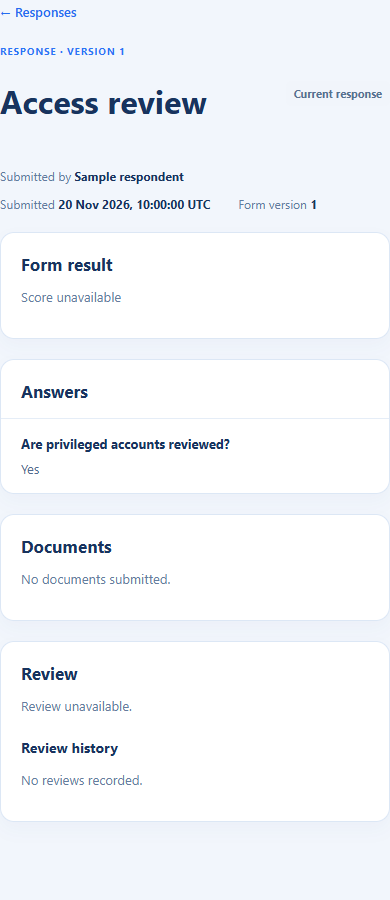 ← Responses
RESPONSE · VERSION 1
Access review
Current response
Submitted by Sample respondent
Submitted 20 Nov 2026, 10:00:00 UTC
Form version 1
Form result
Score unavailable
Answers
Are privileged accounts reviewed?
Yes
Documents
No documents submitted.
Review
Review unavailable.
Review history
No reviews recorded.